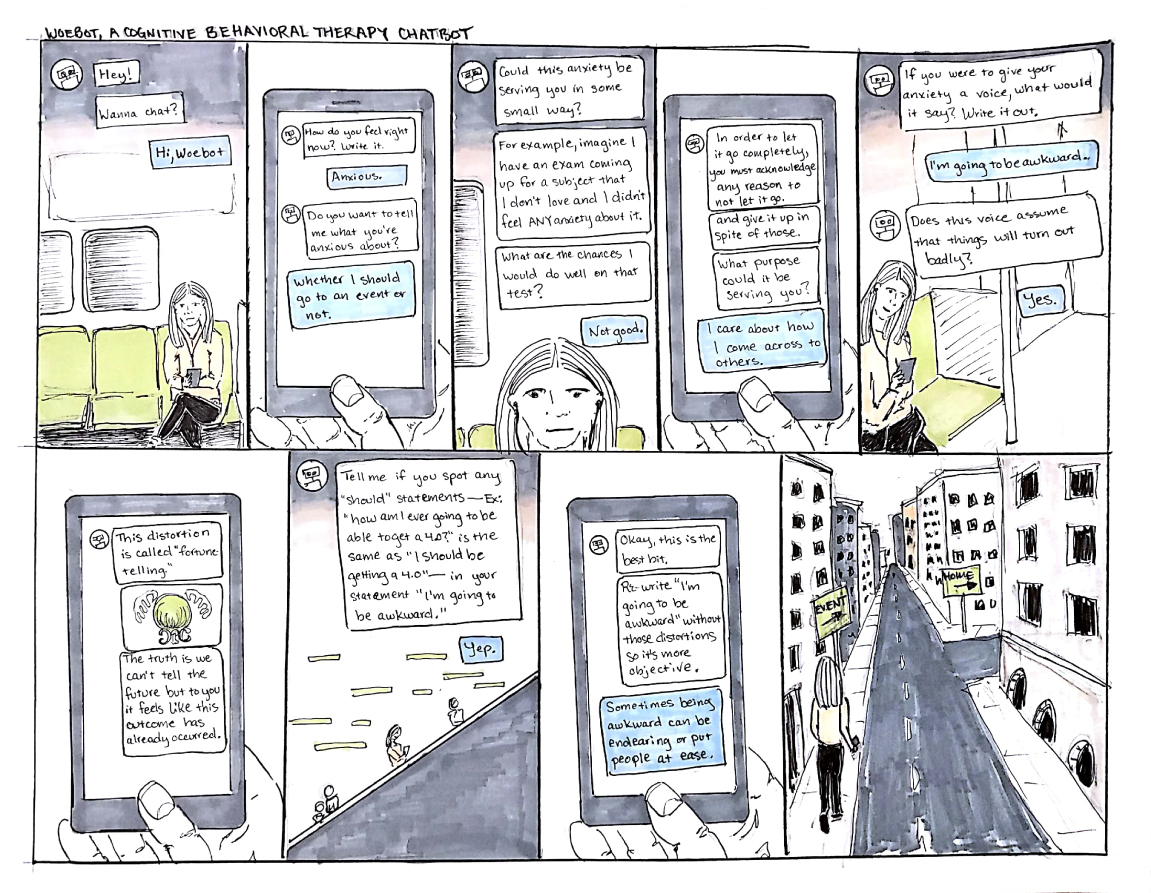 WOEBOT, A COGNITIVE BEHAVIORAL THERAPY CHATBOT
Hey!
Wanna chat?
Hi, Woebot
How do you feel right
now? Write it.
Anxious.
Do you want to tell
me what you're
anxious about?
Whether I should
go to an event or
not.
Could this anxiety be
serving you in some
small way?
For example, imagine I
have an exam coming
up for a subject that
I don't love and I didn't
feel ANY anxiety about it.
What are the chances I
would do well on that
test?
Not good.
In order to let
it go completely,
you must acknowledge
any reason to
not let it go.
and give it up in
spite of those.
What purpose
could it be
serving you?
I care about how
I come across to
others.
If you were to give your
anxiety a voice, what would
it say? Write it out.
I'm going to be awkward.
Does this voice assume
that things will turn out
badly?
Yes.
This distortion
is called "fortune
telling."
The truth is we
can't tell the
future but to you
it feels like this
outcome has
already occurred.
Tell me if you spot any
"should" statements — Ex:
"how am I ever going to be
able to get a 4.0?" is the
same as "I should be
getting a 4.0" — in your
statement "I'm going to
be awkward."
Yep.
Okay, this is the
best bit.
Re-write "I'm
going to be
awkward" without
those distortions
so it's more
objective.
Sometimes being
awkward can be
endearing or put
people at ease.
EVENT
HOME